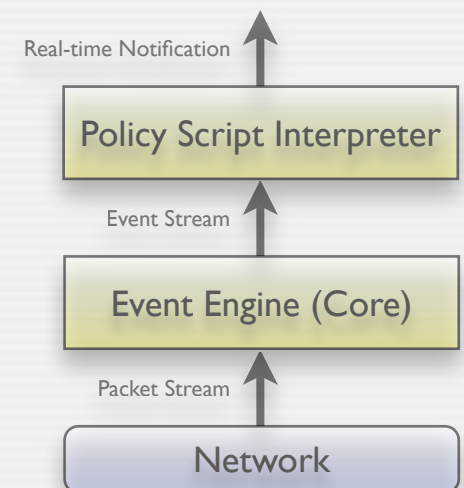 Real-time Notification
Policy Script Interpreter
Event Stream
Event Engine (Core)
Packet Stream
Network